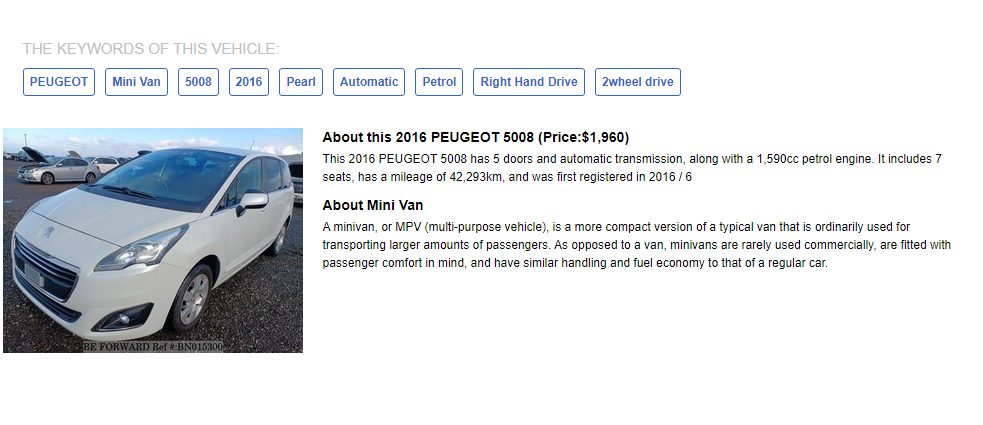 THE KEYWORDS OF THIS VEHICLE:
PEUGEOT Mini Van 5008 2016 Pearl Automatic Petrol Right Hand Drive 2wheel drive
About this 2016 PEUGEOT 5008 (Price:$1,960)
This 2016 PEUGEOT 5008 has 5 doors and automatic transmission, along with a 1,590cc petrol engine. It includes 7
seats, has a mileage of 42,293km, and was first registered in 2016 / 6
About Mini Van
A minivan, or MPV (multi-purpose vehicle), is a more compact version of a typical van that is ordinarily used for
transporting larger amounts of passengers. As opposed to a van, minivans are rarely used commercially, are fitted with
passenger comfort in mind, and have similar handling and fuel economy to that of a regular car.
BE FORWARD Ref #:BN015300